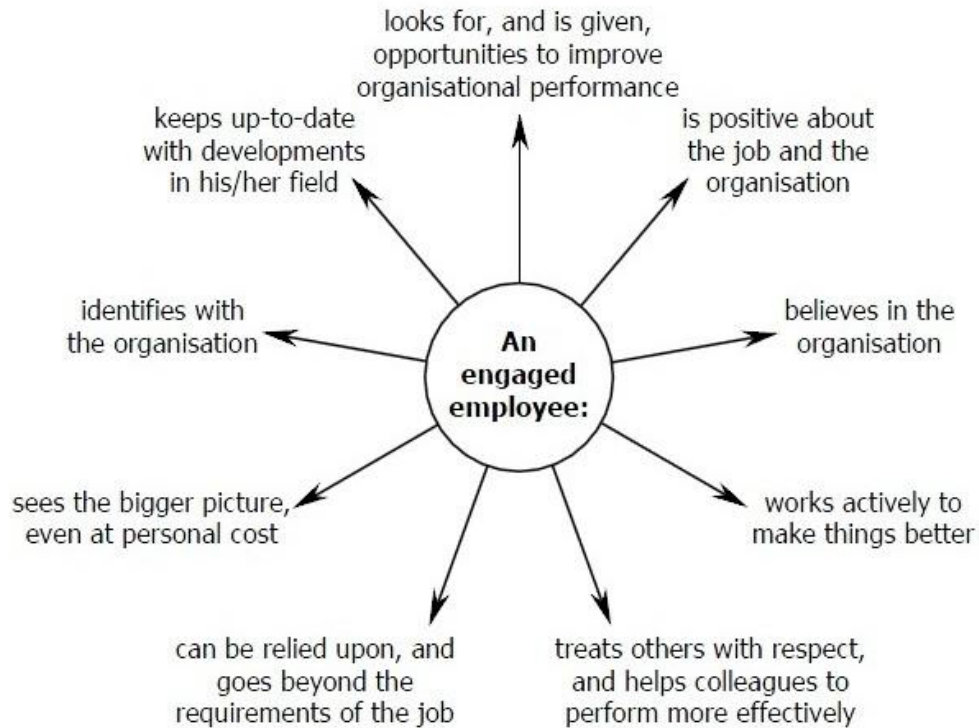 looks for, and is given,
opportunities to improve
organisational performance
is positive about
the job and the
organisation
believes in the
organisation
works actively to
make things better
treats others with respect,
and helps colleagues to
perform more effectively
can be relied upon, and
goes beyond the
requirements of the job
sees the bigger picture,
even at personal cost
identifies with
the organisation
keeps up-to-date
with developments
in his/her field
An
engaged
employee: